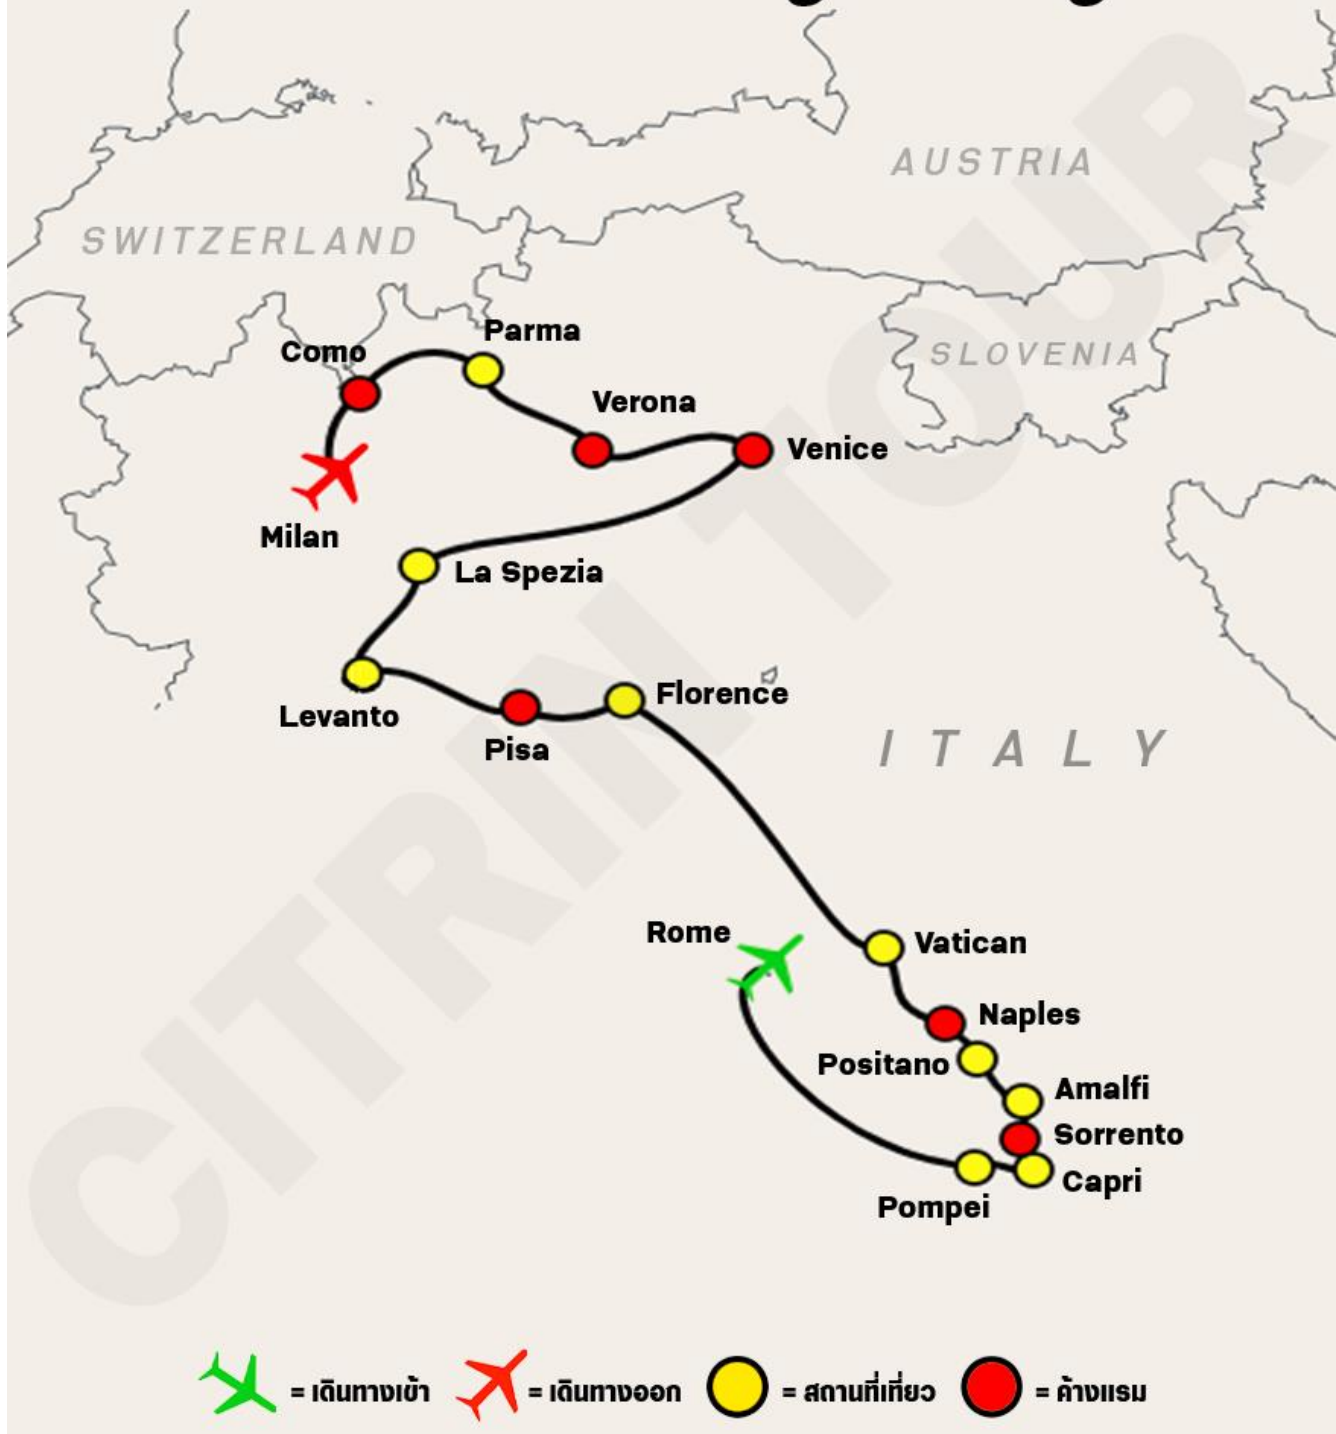 AUSTRIA
SWITZERLAND
Parma
Como
SLOVENIA
Verona
Venice
Milan
La Spezia
Florence
Levanto
Pisa
ITALY
Rome
Vatican
Naples
Positano
Amalfi
Sorrento
Capri
Pompei
CITRIN TOUR
= เดินทางเข้า = เดินทางออก = สถานที่เที่ยว = ค้างแรม